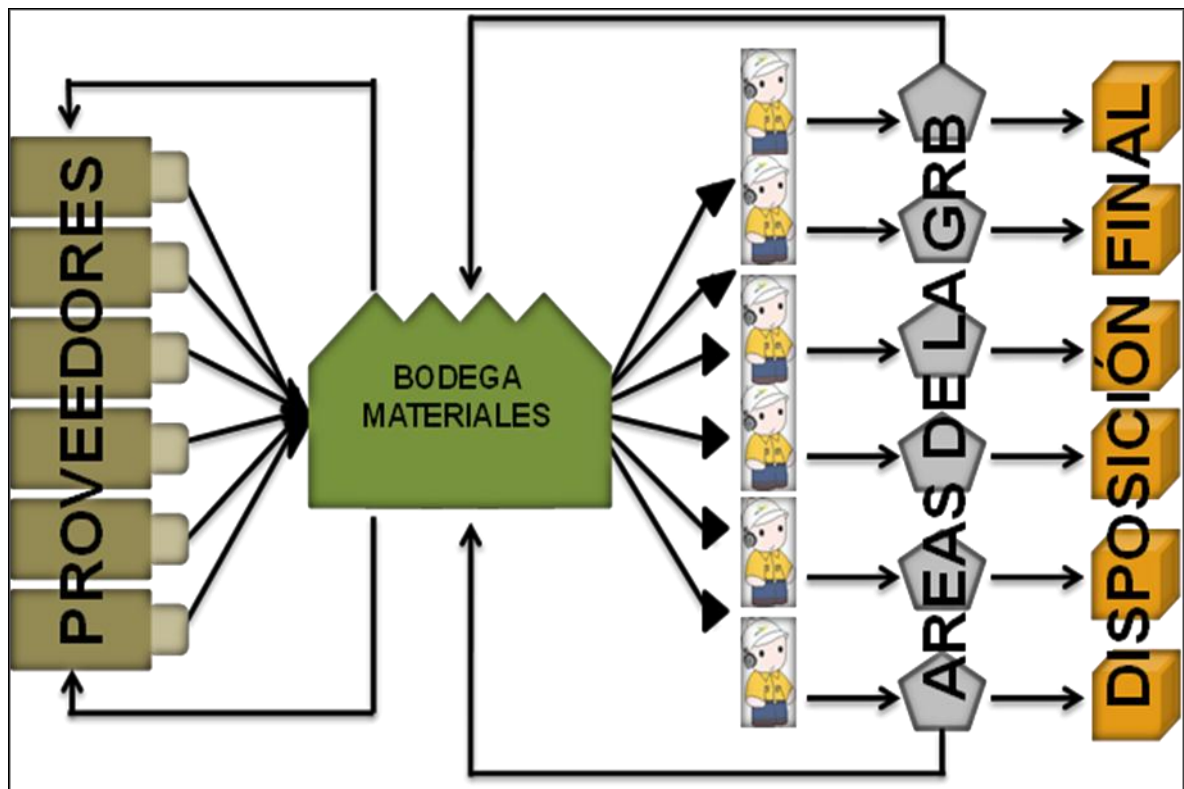 PROVEEDORES
BODEGA
MATERIALES
AREAS DE LA GRB
DISPOSICIÓN FINAL